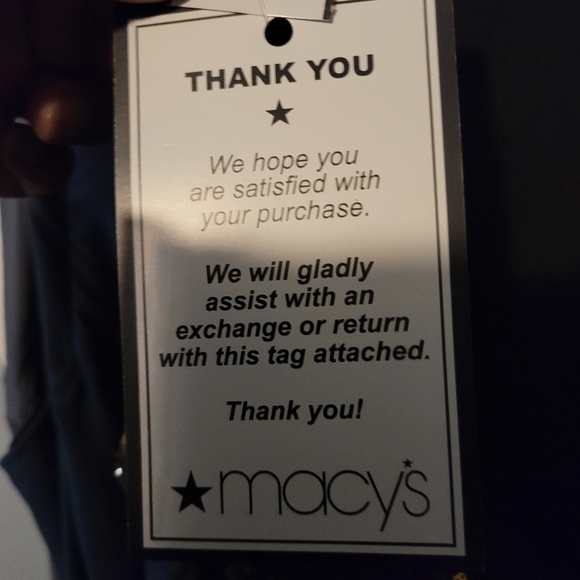 THANK YOU
We hope you
are satisfied with
your purchase.
We will gladly
assist with an
exchange or return
with this tag attached.
Thank you!
macy's